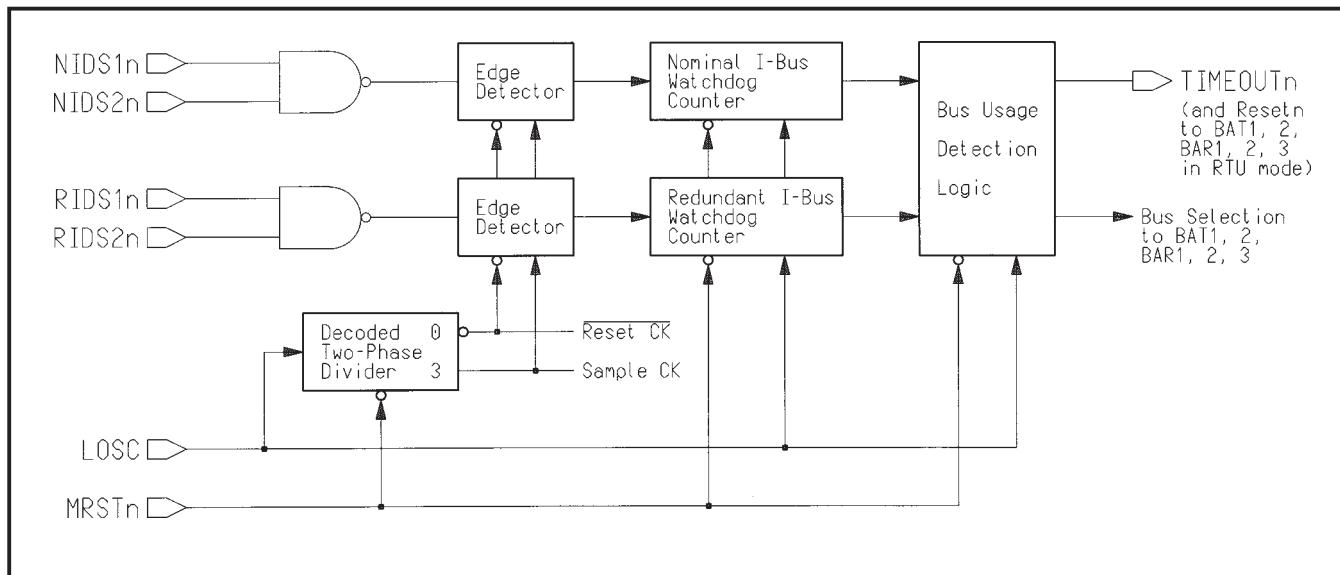 NIDS1n
NIDS2n
Edge
Detector
Nominal I-Bus
Watchdog
Counter
Bus Usage
Detection
Logic
TIMEOUTn
(and Resetn
to BAT1, 2,
BAR1, 2, 3
in RTU mode)
RIDS1n
RIDS2n
Edge
Detector
Redundant I-Bus
Watchdog
Counter
Bus Selection
to BAT1, 2,
BAR1, 2, 3
Decoded 0
Two-Phase
Divider 3
Reset CK
Sample CK
LOSC
MRSTn